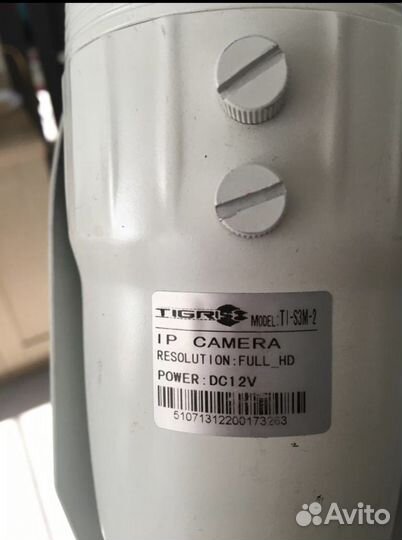 TIGRIS MODEL:TI-S3M-2
IP CAMERA
RESOLUTION:FULL_HD
POWER:DC12V
51071312200173263
Avito